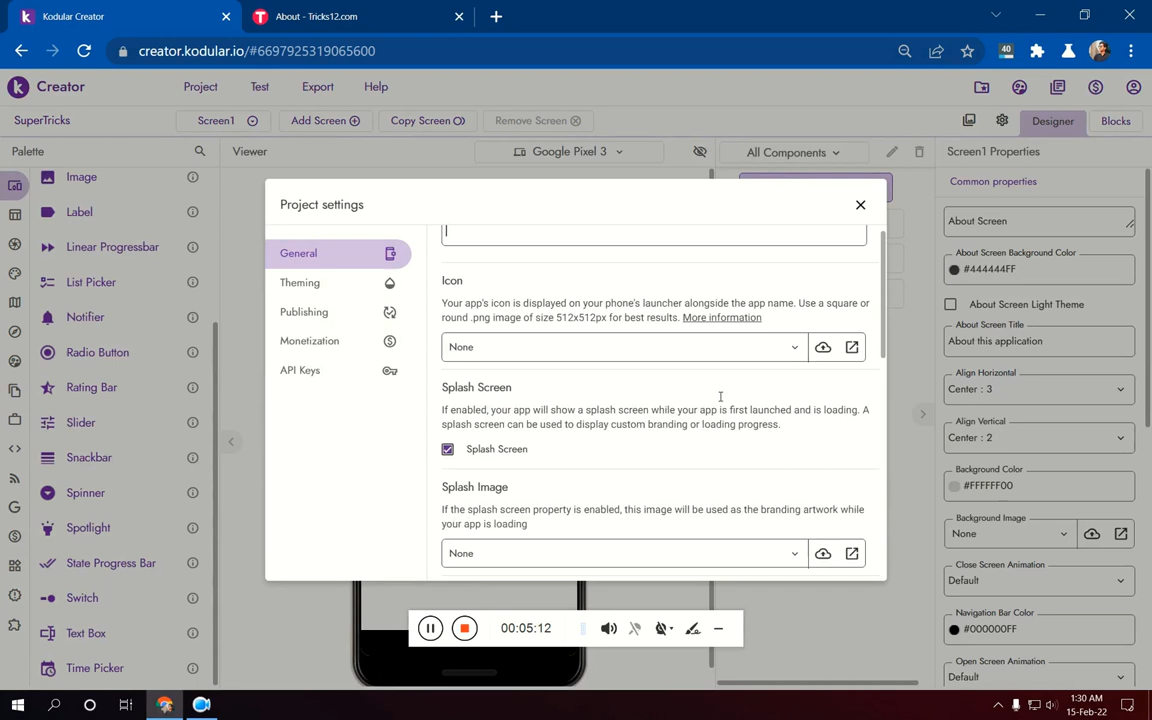 Kodular Creator
About - Tricks12.com
creator.kodular.io/#6697925319065600
40
Creator
Project
Test
Export
Help
SuperTricks
Screen1
Add Screen
Copy Screen
Remove Screen
Designer
Blocks
Palette
Viewer
Google Pixel 3
All Components
Screen1 Properties
Image
Label
Linear Progressbar
List Picker
Notifier
Radio Button
Rating Bar
Slider
Snackbar
Spinner
Spotlight
State Progress Bar
Switch
Text Box
Time Picker
Project settings
General
Theming
Publishing
Monetization
API Keys
Icon
Your app's icon is displayed on your phone's launcher alongside the app name. Use a square or
round .png image of size 512x512px for best results. More information
None
Splash Screen
If enabled, your app will show a splash screen while your app is first launched and is loading. A
splash screen can be used to display custom branding or loading progress.
Splash Screen
Splash Image
If the splash screen property is enabled, this image will be used as the branding artwork while
your app is loading
None
Common properties
About Screen
About Screen Background Color
#444444FF
About Screen Light Theme
About Screen Title
About this application
Align Horizontal
Center : 3
Align Vertical
Center : 2
Background Color
#FFFFFF00
Background Image
None
Close Screen Animation
Default
Navigation Bar Color
#000000FF
Open Screen Animation
Default
00:05:12
1:30 AM
15-Feb-22